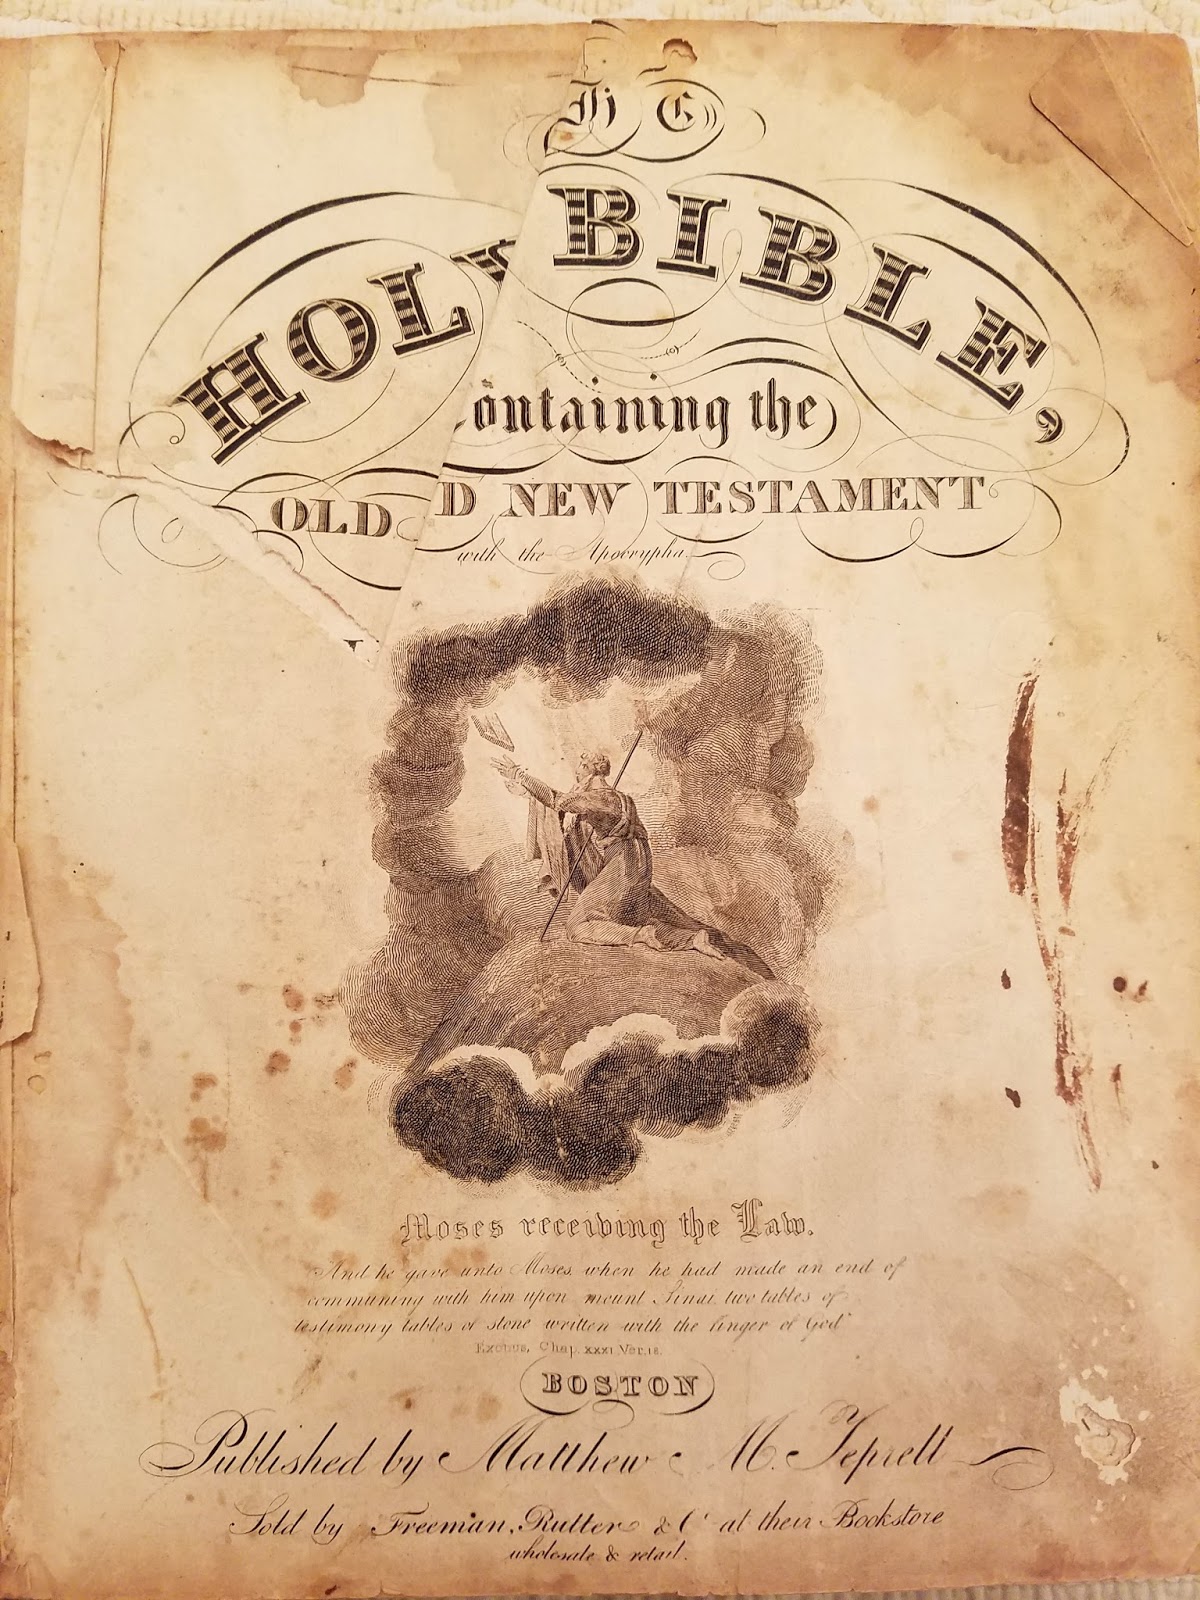 HE
HOLY BIBLE,
ontaining the
OLD D NEW TESTAMENT
with the Apocrypha.
Moses receiving the Law.
And he gave unto Moses, when he had made an end of
communing with him upon mount Sinai, two tables of
testimony tables of stone written with the finger of God
Exodus, Chap. XXXI. Ver. 18.
BOSTON
Published by Matthew M. Teprell
Sold by Freeman, Rutter & Co at their Bookstore
wholesale & retail.